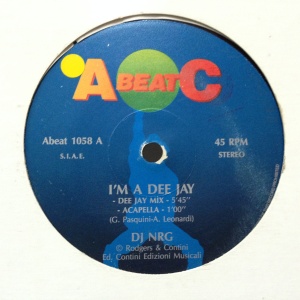 A BEAT C
Abeat 1058 A
45 RPM
S.I.A.E.
STEREO
I'M A DEE JAY
- DEE JAY MIX - 5'45"
- ACAPELLA - 1'00"
(G. Pasquini-A. Leonardi)
DJ NRG
© Rodgers & Contini
Ed. Contini Edizioni Musicali